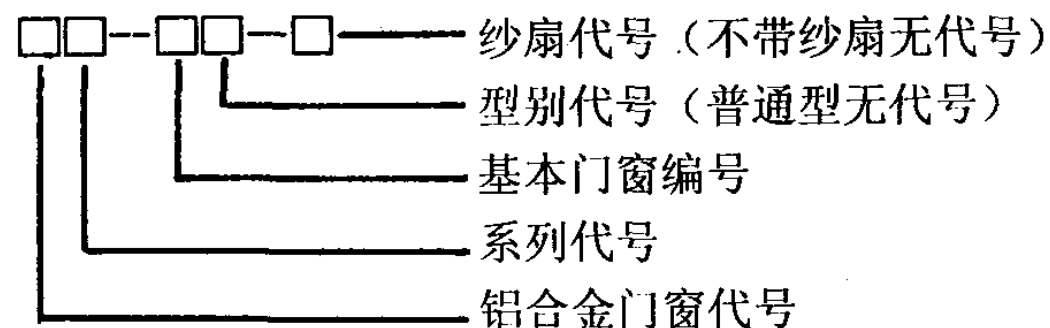 □□--□□-□ 纱扇代号（不带纱扇无代号）
型别代号（普通型无代号）
基本门窗编号
系列代号
铝合金门窗代号